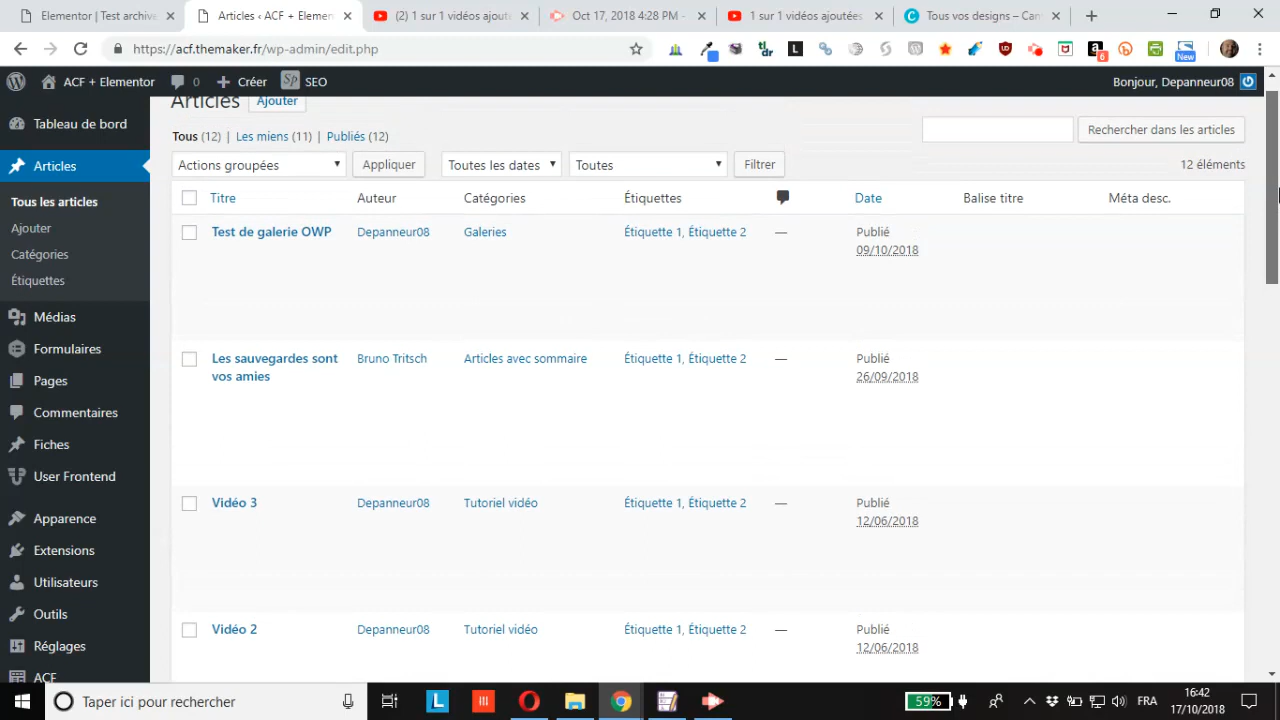 Elementor | Test archive
Articles ‹ ACF + Elemen
(2) 1 sur 1 vidéos ajout
Oct 17, 2018 4:28 PM -
1 sur 1 vidéos ajoutées
Tous vos designs – Can
https://acf.themaker.fr/wp-admin/edit.php
tl;dr
L
6
New
ACF + Elementor
0
Créer
SP
SEO
Bonjour, Depanneur08
Tableau de bord
Articles
Tous les articles
Ajouter
Catégories
Étiquettes
Médias
Formulaires
Pages
Commentaires
Fiches
User Frontend
Apparence
Extensions
Utilisateurs
Outils
Réglages
ACF
Articles Ajouter
Tous (12) | Les miens (11) | Publiés (12)
Rechercher dans les articles
Actions groupées Appliquer Toutes les dates Toutes Filtrer 12 éléments
Titre Auteur Catégories Étiquettes Date Balise titre Méta desc.
Test de galerie OWP Depanneur08 Galeries Étiquette 1, Étiquette 2 — Publié
09/10/2018
Les sauvegardes sont Bruno Tritsch Articles avec sommaire Étiquette 1, Étiquette 2 — Publié
vos amies 26/09/2018
Vidéo 3 Depanneur08 Tutoriel vidéo Étiquette 1, Étiquette 2 — Publié
12/06/2018
Vidéo 2 Depanneur08 Tutoriel vidéo Étiquette 1, Étiquette 2 — Publié
12/06/2018
Taper ici pour rechercher
L
59%
FRA
16:42
17/10/2018